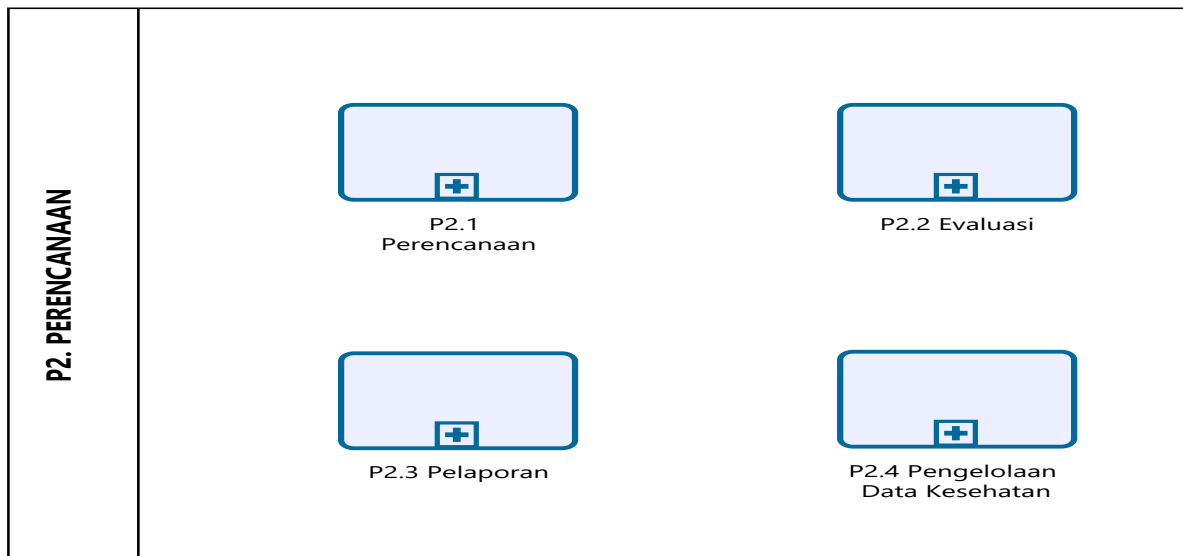 P2. PERENCANAAN
P2.1
Perencanaan
P2.2 Evaluasi
P2.3 Pelaporan
P2.4 Pengelolaan
Data Kesehatan